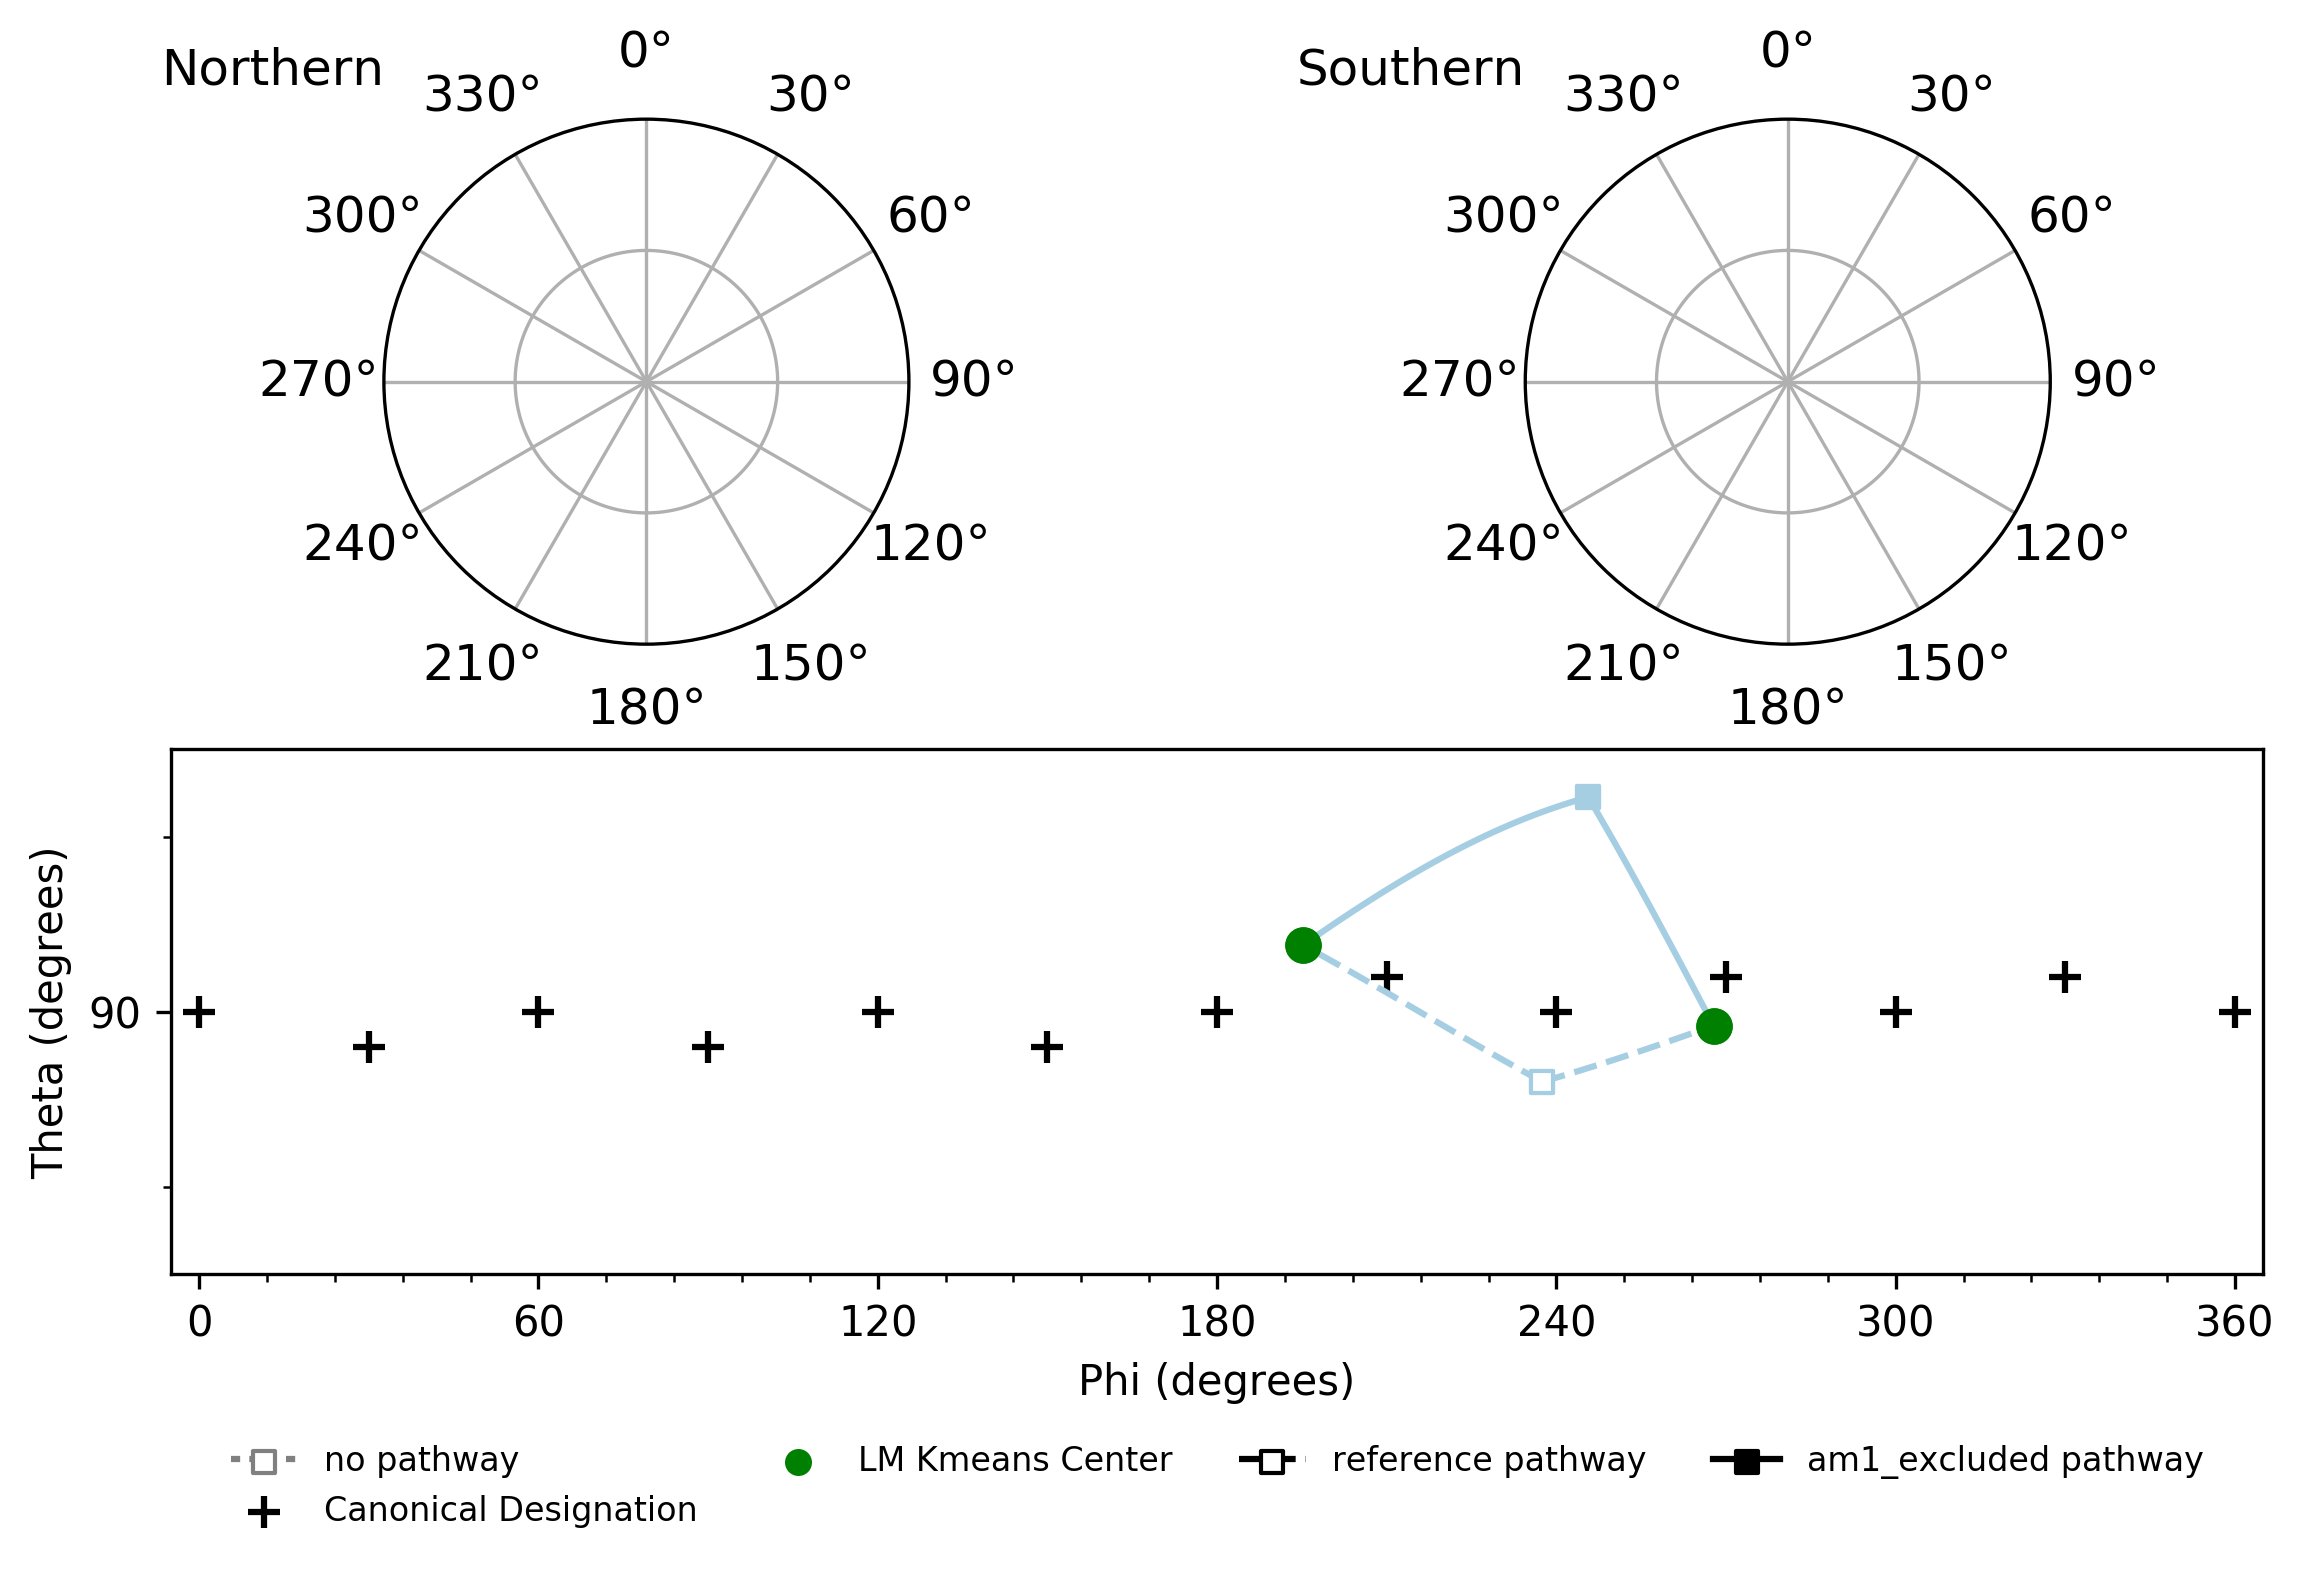 Northern
0°
330°
30°
300°
60°
270°
90°
240°
120°
210°
150°
180°
Southern
0°
330°
30°
300°
60°
270°
90°
240°
120°
210°
150°
180°
Theta (degrees)
90
0 60 120 180 240 300 360
Phi (degrees)
no pathway
Canonical Designation
LM Kmeans Center
reference pathway
am1_excluded pathway